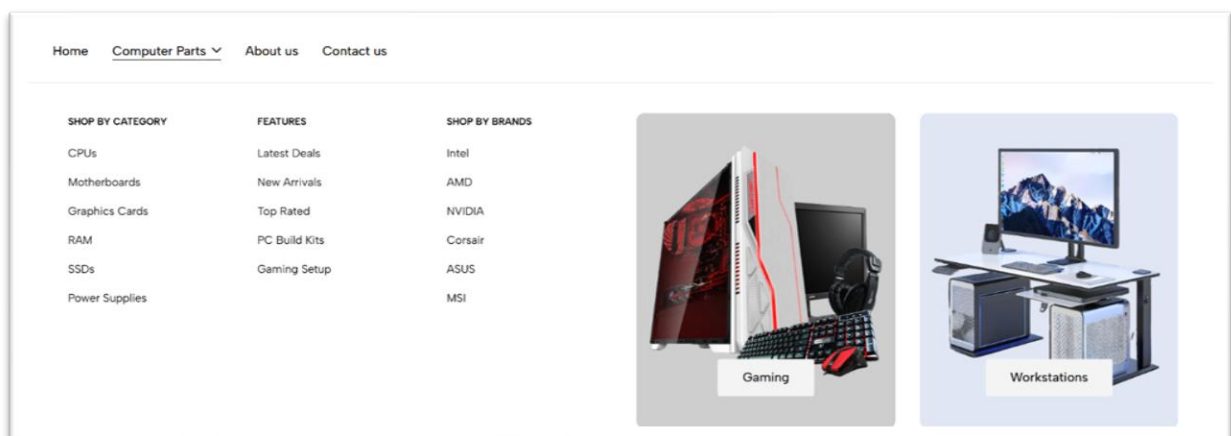 Home Computer Parts About us Contact us
SHOP BY CATEGORY
CPUs
Motherboards
Graphics Cards
RAM
SSDs
Power Supplies
FEATURES
Latest Deals
New Arrivals
Top Rated
PC Build Kits
Gaming Setup
SHOP BY BRANDS
Intel
AMD
NVIDIA
Corsair
ASUS
MSI
Gaming
Workstations